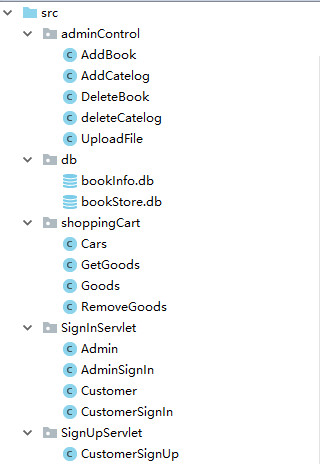 src
adminControl
AddBook
AddCatelog
DeleteBook
deleteCatelog
UploadFile
db
bookInfo.db
bookStore.db
shoppingCart
Cars
GetGoods
Goods
RemoveGoods
SignInServlet
Admin
AdminSignIn
Customer
CustomerSignIn
SignUpServlet
CustomerSignUp